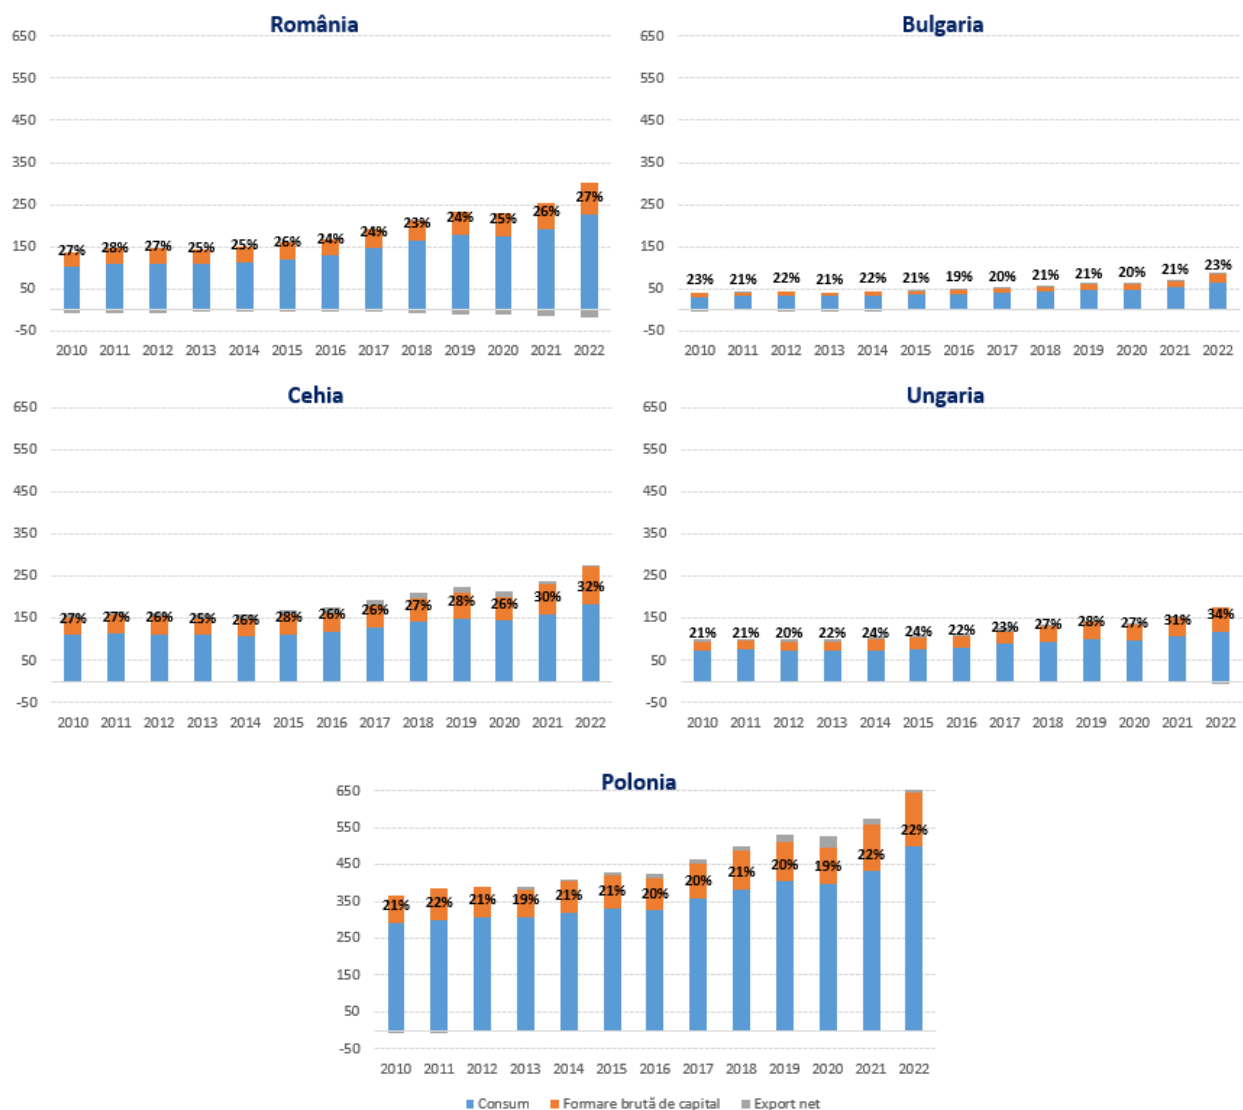 România
Bulgaria
650 550 450 350 250 150 50 -50
27% 28% 27% 25% 25% 26% 24% 24% 23% 24% 25% 26% 27%
2010 2011 2012 2013 2014 2015 2016 2017 2018 2019 2020 2021 2022
650 550 450 350 250 150 50 -50
23% 21% 22% 21% 22% 21% 19% 20% 21% 21% 20% 21% 23%
2010 2011 2012 2013 2014 2015 2016 2017 2018 2019 2020 2021 2022
Cehia
Ungaria
650 550 450 350 250 150 50 -50
27% 27% 26% 25% 26% 28% 26% 26% 27% 28% 26% 30% 32%
2010 2011 2012 2013 2014 2015 2016 2017 2018 2019 2020 2021 2022
650 550 450 350 250 150 50 -50
21% 21% 20% 22% 24% 24% 22% 23% 27% 28% 27% 31% 34%
2010 2011 2012 2013 2014 2015 2016 2017 2018 2019 2020 2021 2022
Polonia
650 550 450 350 250 150 50 -50
21% 22% 21% 19% 21% 21% 20% 20% 21% 20% 19% 22% 22%
2010 2011 2012 2013 2014 2015 2016 2017 2018 2019 2020 2021 2022
Consum Formare brută de capital Export net